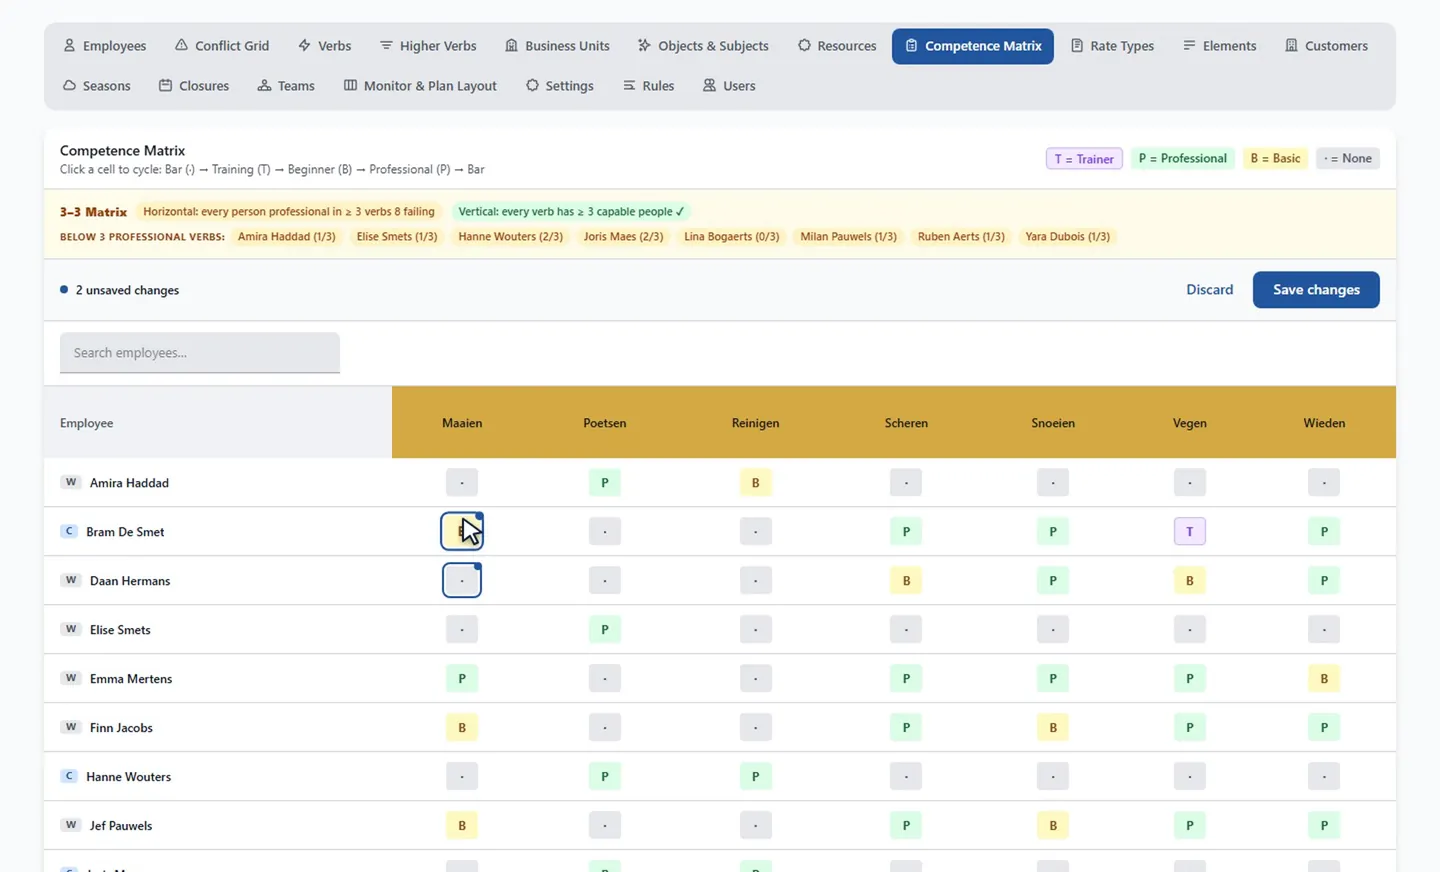 Employees Conflict Grid Verbs Higher Verbs Business Units Objects & Subjects Resources Competence Matrix Rate Types Elements Customers
Seasons Closures Teams Monitor & Plan Layout Settings Rules Users
Competence Matrix
Click a cell to cycle: Bar (·) → Training (T) → Beginner (B) → Professional (P) → Bar
T = Trainer P = Professional B = Basic · = None
3–3 Matrix Horizontal: every person professional in ≥ 3 verbs 8 failing Vertical: every verb has ≥ 3 capable people ✓
BELOW 3 PROFESSIONAL VERBS: Amira Haddad (1/3) Elise Smets (1/3) Hanne Wouters (2/3) Joris Maes (2/3) Lina Bogaerts (0/3) Milan Pauwels (1/3) Ruben Aerts (1/3) Yara Dubois (1/3)
2 unsaved changes Discard Save changes
Search employees...
Employee Maaien Poetsen Reinigen Scheren Snoeien Vegen Wieden
W Amira Haddad · P B · · · ·
C Bram De Smet · · P P T P
W Daan Hermans · · · B P B P
W Elise Smets · P · · · · ·
W Emma Mertens P · · P P P B
W Finn Jacobs B · · P B P P
C Hanne Wouters · P P · · · ·
W Jef Pauwels B · · P B P P